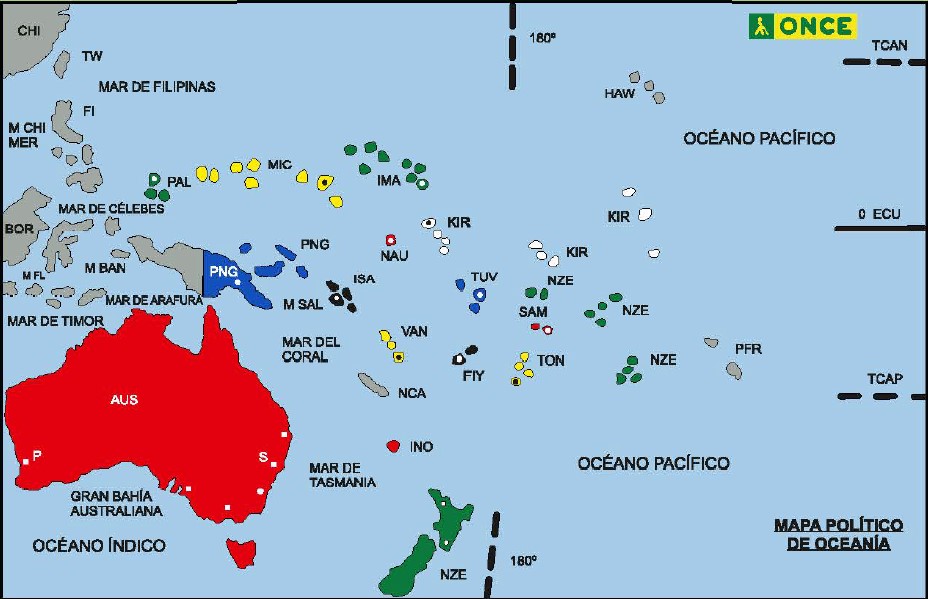 ONCE
CHI
180º
TCAN
TW
MAR DE FILIPINAS
HAW
FI
M CHI
MER
OCÉANO PACÍFICO
MIC
PAL
IMA
MAR DE CÉLEBES
KIR
KIR
0 ECU
BOR
PNG
NAU
KIR
M BAN
PNG
M FL
ISA
TUV
NZE
MAR DE ARAFURA
M SAL
SAM
NZE
MAR DE TIMOR
VAN
MAR DEL
CORAL
PFR
FIY
TON
NZE
TCAP
NCA
AUS
INO
P
S
MAR DE
TASMANIA
OCÉANO PACÍFICO
GRAN BAHÍA
AUSTRALIANA
OCÉANO ÍNDICO
MAPA POLÍTICO
DE OCEANÍA
180º
NZE